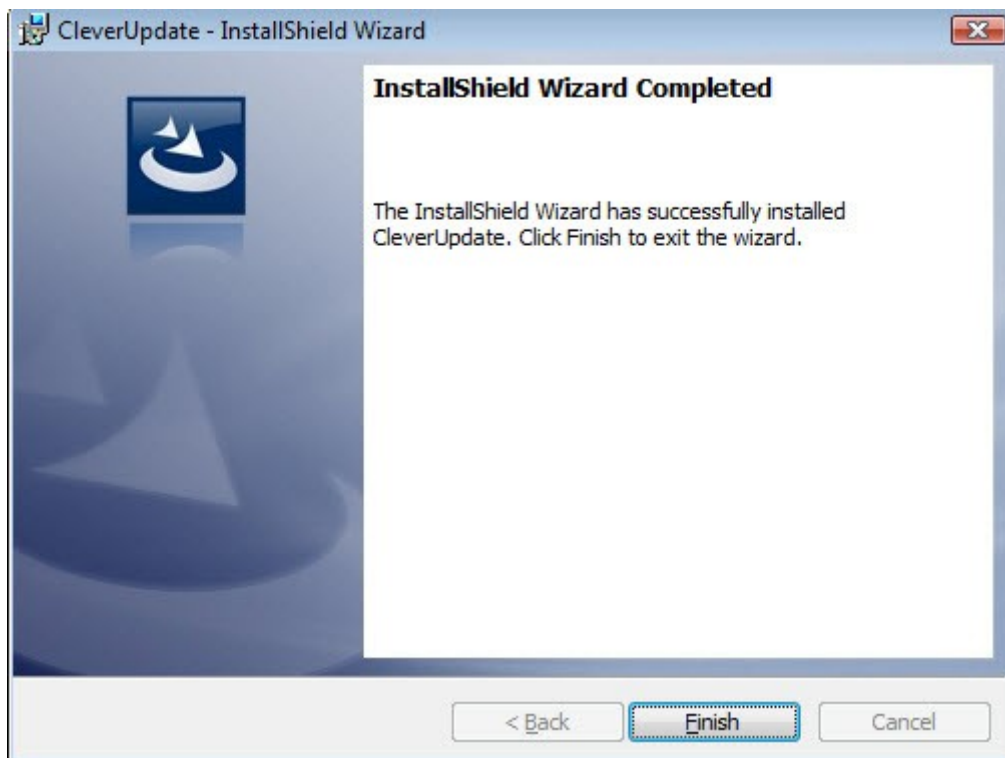 CleverUpdate - InstallShield Wizard
InstallShield Wizard Completed
The InstallShield Wizard has successfully installed
CleverUpdate. Click Finish to exit the wizard.
< Back
Finish
Cancel